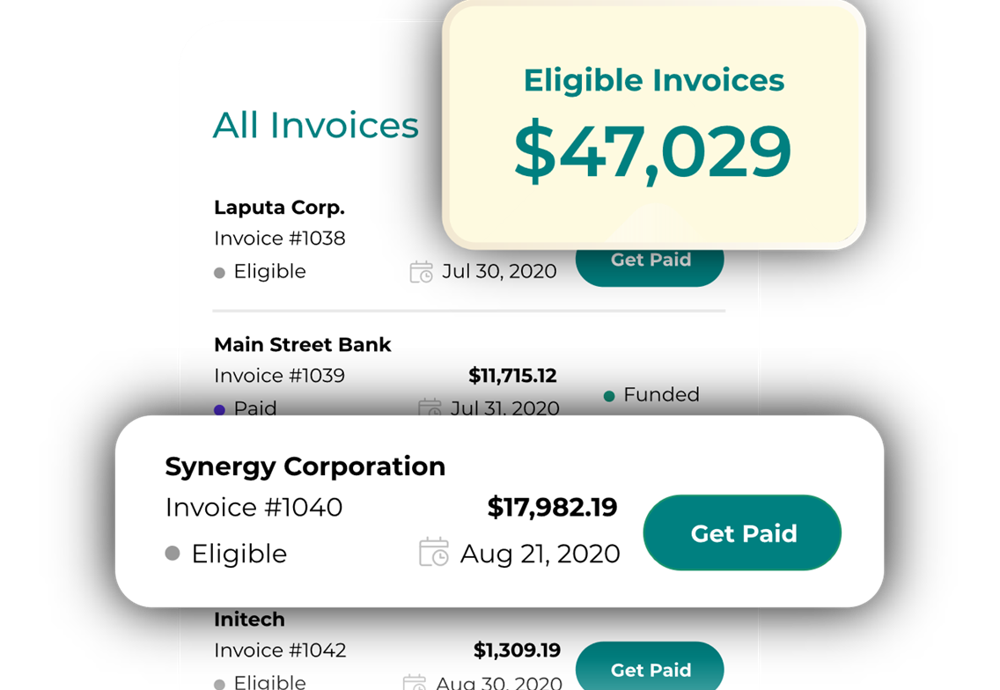 Eligible Invoices
$47,029
All Invoices
Laputa Corp.
Invoice #1038
Eligible
Jul 30, 2020
Get Paid
Main Street Bank
Invoice #1039
$11,715.12
Paid
Jul 31, 2020
Funded
Synergy Corporation
Invoice #1040
$17,982.19
Eligible
Aug 21, 2020
Get Paid
Initech
Invoice #1042
$1,309.19
Eligible
Aug 30, 2020
Get Paid